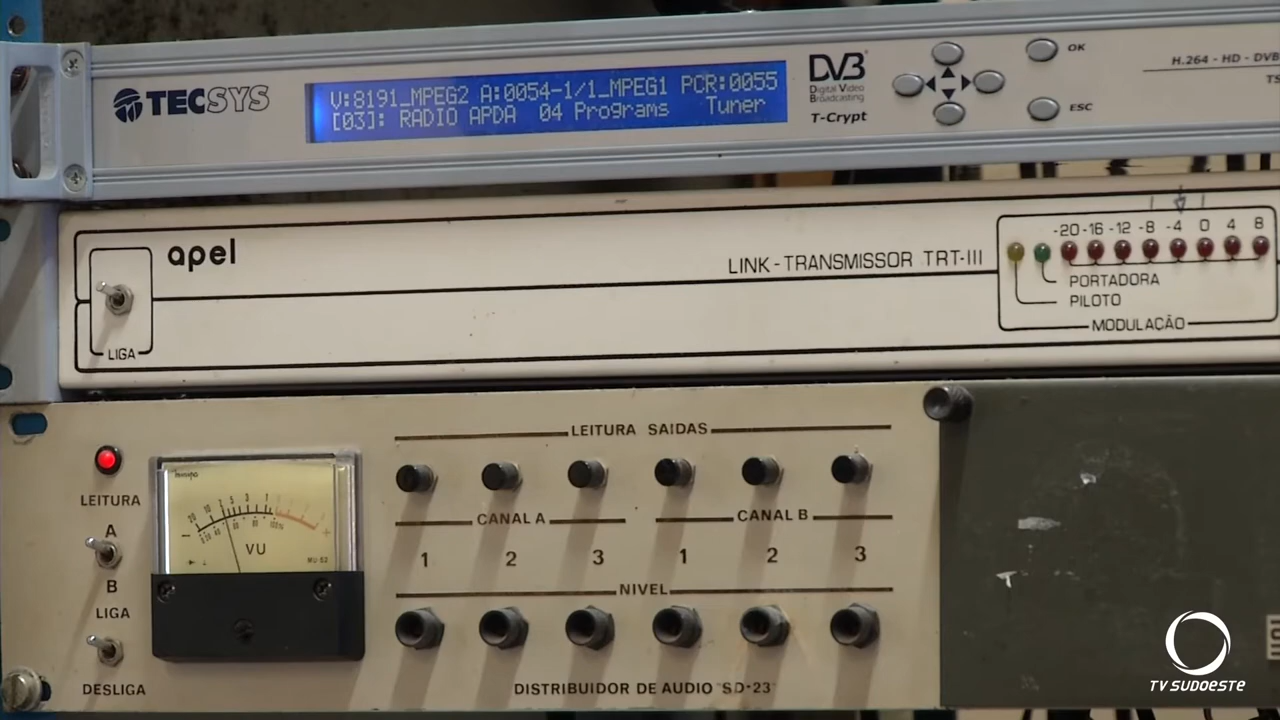 TECSYS
V:8191_MPEG2 A:0054-1/1_MPEG1 PCR:0055
[03]: RADIO APDA 04 Programs Tuner
DVB
Digital Video
Broadcasting
T-Crypt
OK
ESC
H.264 - HD - DVB
TS
apel
LIGA
LINK-TRANSMISSOR TRT-III
-20 -16 -12 -8 -4 0 4 8
PORTADORA
PILOTO
MODULAÇÃO
LEITURA
A
B
LIGA
DESLIGA
VU
LEITURA SAIDAS
CANAL A
CANAL B
1 2 3 1 2 3
NIVEL
DISTRIBUIDOR DE AUDIO "SD-23"
TV SUDOESTE